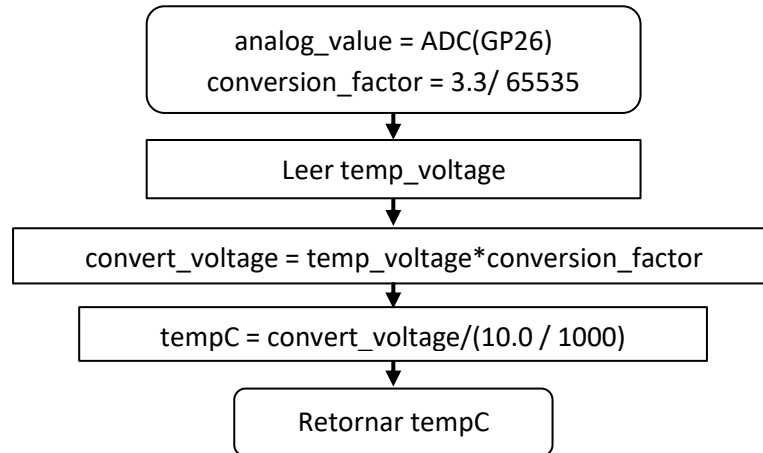 analog_value = ADC(GP26)
conversion_factor = 3.3/ 65535
Leer temp_voltage
convert_voltage = temp_voltage*conversion_factor
tempC = convert_voltage/(10.0 / 1000)
Retornar tempC